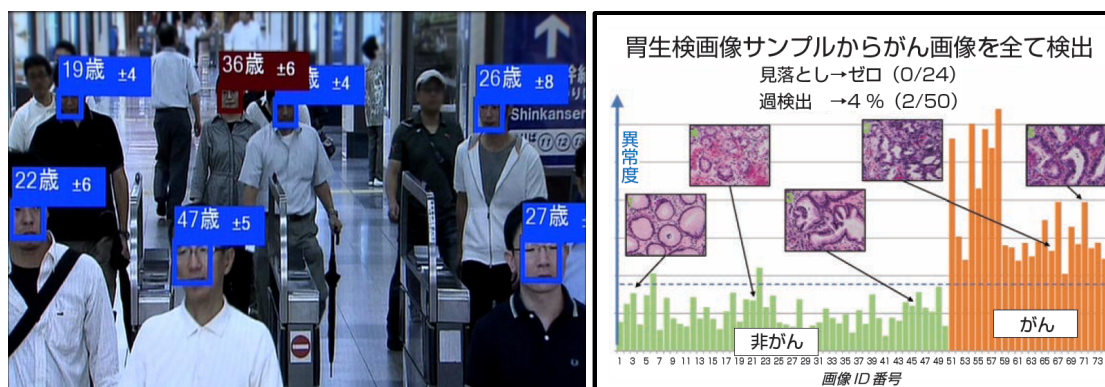 19歳 ±4
36歳 ±6
±4
26歳 ±8
22歳 ±6
47歳 ±5
27歳
Shinkansen
11 12 13
胃生検画像サンプルからがん画像を全て検出
見落とし→ゼロ（0/24）
過検出　→4％（2/50）
異常度
非がん
がん
1 3 5 7 9 11 13 15 17 19 21 23 25 27 29 31 33 35 37 39 41 43 45 47 49 51 53 55 57 59 61 63 65 67 69 71 73
画像ID番号